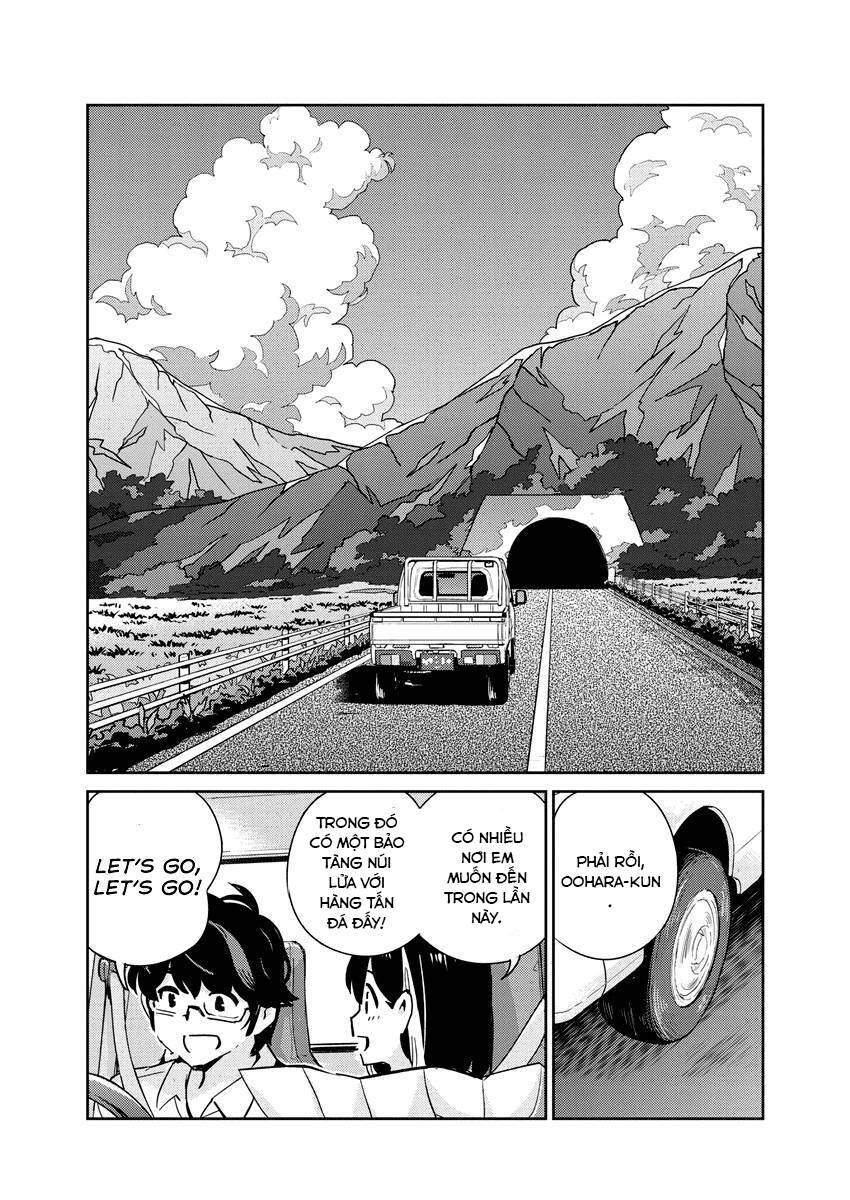 PHẢI RỒI,
OOHARA-KUN
.
CÓ NHIỀU
NƠI EM
MUỐN ĐẾN
TRONG LẦN
NÀY.
TRONG ĐÓ
CÓ MỘT BẢO
TÀNG NÚI
LỬA VỚI
HÀNG TẤN
ĐÁ ĐẤY!
LET'S GO,
LET'S GO!